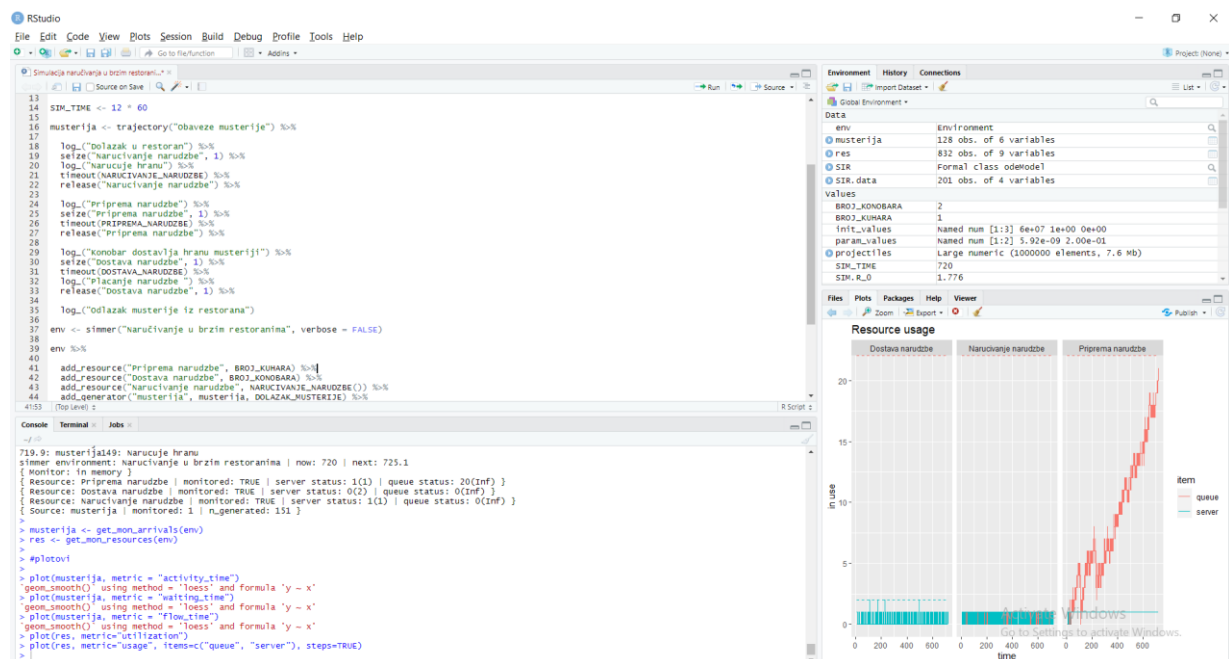 RStudio
File Edit Code View Plots Session Build Debug Profile Tools Help
Go to file/function Addins Project: (None)
Simulacija naručivanja u brzim restorani...*
Source on Save Run Source
13
14 SIM_TIME <- 12 * 60
15
16 musterija <- trajectory("Obaveze musterije") %>%
17
18 log_("Dolazak u restoran") %>%
19 seize("Narucivanje narudzbe", 1) %>%
20 log_("Narucuje hranu") %>%
21 timeout(NARUCIVANJE_NARUDZBE) %>%
22 release("Narucivanje narudzbe") %>%
23
24 log_("Priprema narudzbe") %>%
25 seize("Priprema narudzbe", 1) %>%
26 timeout(PRIPREMA_NARUDZBE) %>%
27 release("Priprema narudzbe") %>%
28
29 log_("Konobar dostavlja hranu musteriji") %>%
30 seize("Dostava narudzbe", 1) %>%
31 timeout(DOSTAVA_NARUDZBE) %>%
32 log_("Placanje narudzbe ") %>%
33 release("Dostava narudzbe", 1) %>%
34
35 log_("Odlazak musterije iz restorana")
36
37 env <- simmer("Naručivanje u brzim restoranima", verbose = FALSE)
38
39 env %>%
40
41 add_resource("Priprema narudzbe", BROJ_KUHARA) %>%
42 add_resource("Dostava narudzbe", BROJ_KONOBARA) %>%
43 add_resource("Narucivanje narudzbe", NARUCIVANJE_NARUDZBE()) %>%
44 add_generator("musterija", musterija, DOLAZAK_MUSTERIJE) %>%
41:53 (Top Level) R Script
Console Terminal Jobs
~/
719.9: musterija149: Narucuje hranu
simmer environment: Narucivanje u brzim restoranima | now: 720 | next: 725.1
{ Monitor: in memory }
{ Resource: Priprema narudzbe | monitored: TRUE | server status: 1(1) | queue status: 20(Inf) }
{ Resource: Dostava narudzbe | monitored: TRUE | server status: 0(2) | queue status: 0(Inf) }
{ Resource: Narucivanje narudzbe | monitored: TRUE | server status: 1(1) | queue status: 0(Inf) }
{ Source: musterija | monitored: 1 | n_generated: 151 }
>
> musterija <- get_mon_arrivals(env)
> res <- get_mon_resources(env)
>
> #plotovi
>
> plot(musterija, metric = "activity_time")
`geom_smooth()` using method = 'loess' and formula 'y ~ x'
> plot(musterija, metric = "waiting_time")
`geom_smooth()` using method = 'loess' and formula 'y ~ x'
> plot(musterija, metric = "flow_time")
`geom_smooth()` using method = 'loess' and formula 'y ~ x'
> plot(res, metric="utilization")
> plot(res, metric="usage", items=c("queue", "server"), steps=TRUE)
>
Environment History Connections
Import Dataset List
Global Environment
Data
env Environment
musterija 128 obs. of 6 variables
res 832 obs. of 9 variables
SIR Formal class odeModel
SIR.data 201 obs. of 4 variables
Values
BROJ_KONOBARA 2
BROJ_KUHARA 1
init_values Named num [1:3] 6e+07 1e+00 0e+00
param_values Named num [1:2] 5.92e-09 2.00e-01
projectiles Large numeric (1000000 elements, 7.6 Mb)
SIM_TIME 720
SIM.R_0 1.776
Files Plots Packages Help Viewer
Zoom Export Publish
Resource usage
Dostava narudzbe Narucivanje narudzbe Priprema narudzbe
20
15
10
5
0
in use
0 200 400 600 0 200 400 600 0 200 400 600
time
item
queue
server
Activate Windows
Go to Settings to activate Windows.